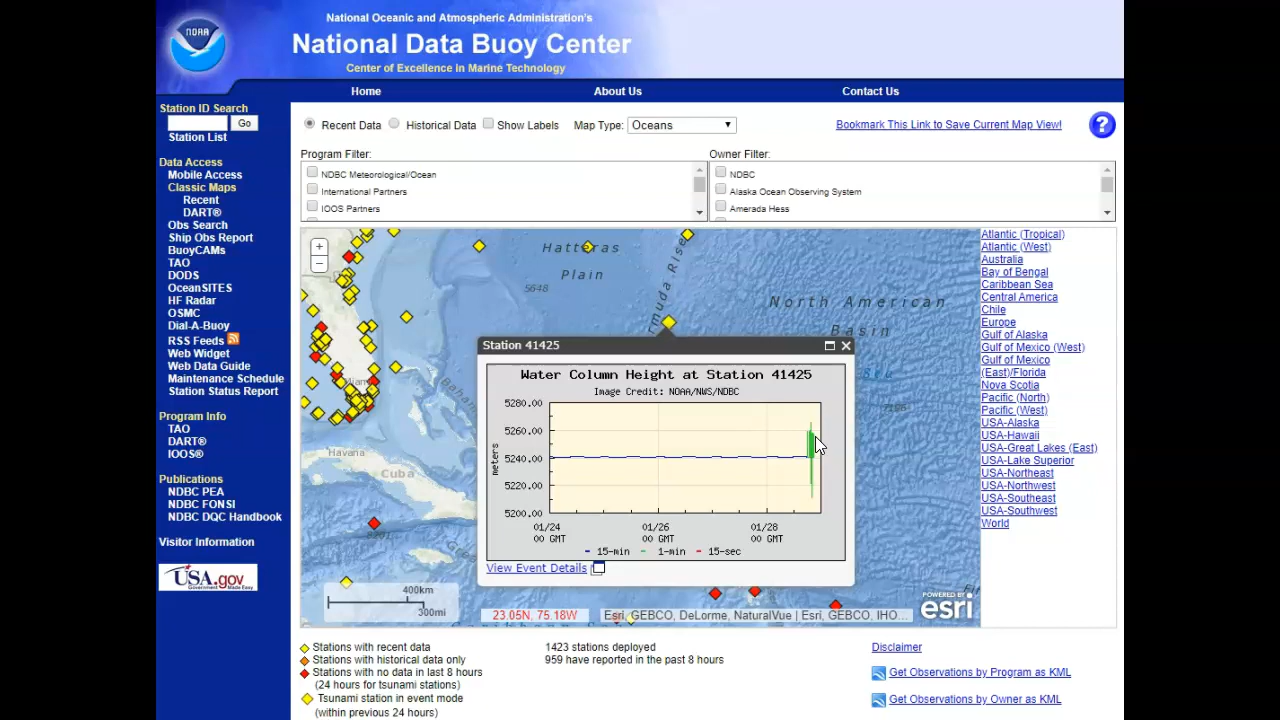 National Oceanic and Atmospheric Administration's
National Data Buoy Center
Center of Excellence in Marine Technology
NOAA
Home About Us Contact Us
Station ID Search
Go
Station List
Data Access
Mobile Access
Classic Maps
Recent
DART®
Obs Search
Ship Obs Report
BuoyCAMs
TAO
DODS
OceanSITES
HF Radar
OSMC
Dial-A-Buoy
RSS Feeds
Web Widget
Web Data Guide
Maintenance Schedule
Station Status Report
Program Info
TAO
DART®
IOOS®
Publications
NDBC PEA
NDBC FONSI
NDBC DQC Handbook
Visitor Information
USA.gov
Government Made Easy
Recent Data Historical Data Show Labels Map Type: Oceans
Bookmark This Link to Save Current Map View!
?
Program Filter:
NDBC Meteorological/Ocean
International Partners
IOOS Partners
Owner Filter:
NDBC
Alaska Ocean Observing System
Amerada Hess
+
−
Hatteras
Plain
5648
rmuda Rise
North American
Basin
Miami
Havana
Cuba
Station 41425
Water Column Height at Station 41425
Image Credit: NOAA/NWS/NDBC
5280.00
5260.00
5240.00
5220.00
5200.00
meters
01/24 01/26 01/28
00 GMT 00 GMT 00 GMT
15-min 1-min 15-sec
View Event Details
400km
300mi
23.05N, 75.18W
Esri, GEBCO, DeLorme, NaturalVue | Esri, GEBCO, IHO...
POWERED BY
esri
Atlantic (Tropical)
Atlantic (West)
Australia
Bay of Bengal
Caribbean Sea
Central America
Chile
Europe
Gulf of Alaska
Gulf of Mexico (West)
Gulf of Mexico
(East)/Florida
Nova Scotia
Pacific (North)
Pacific (West)
US-Alaska
USA-Hawaii
USA-Great Lakes (East)
USA-Lake Superior
USA-Northeast
USA-Northwest
USA-Southeast
USA-Southwest
World
Stations with recent data
Stations with historical data only
Stations with no data in last 8 hours
(24 hours for tsunami stations)
Tsunami station in event mode
(within previous 24 hours)
1423 stations deployed
959 have reported in the past 8 hours
Disclaimer
Get Observations by Program as KML
Get Observations by Owner as KML